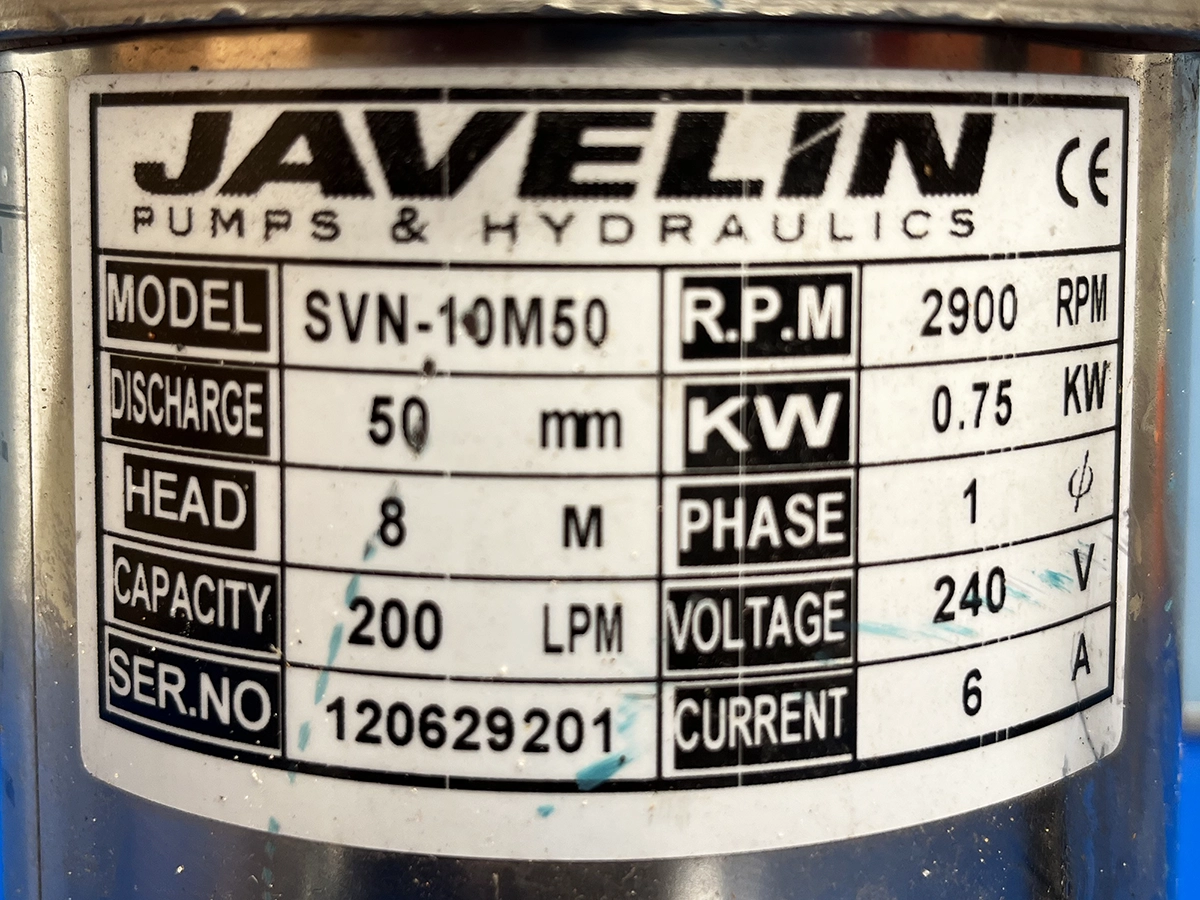 JAVELIN
CE
PUMPS & HYDRAULICS
MODEL SVN-10M50 R.P.M 2900 RPM
DISCHARGE 50 mm KW 0.75 KW
HEAD 8 M PHASE 1 ϕ
CAPACITY 200 LPM VOLTAGE 240 V
SER.NO 120629201 CURRENT 6 A